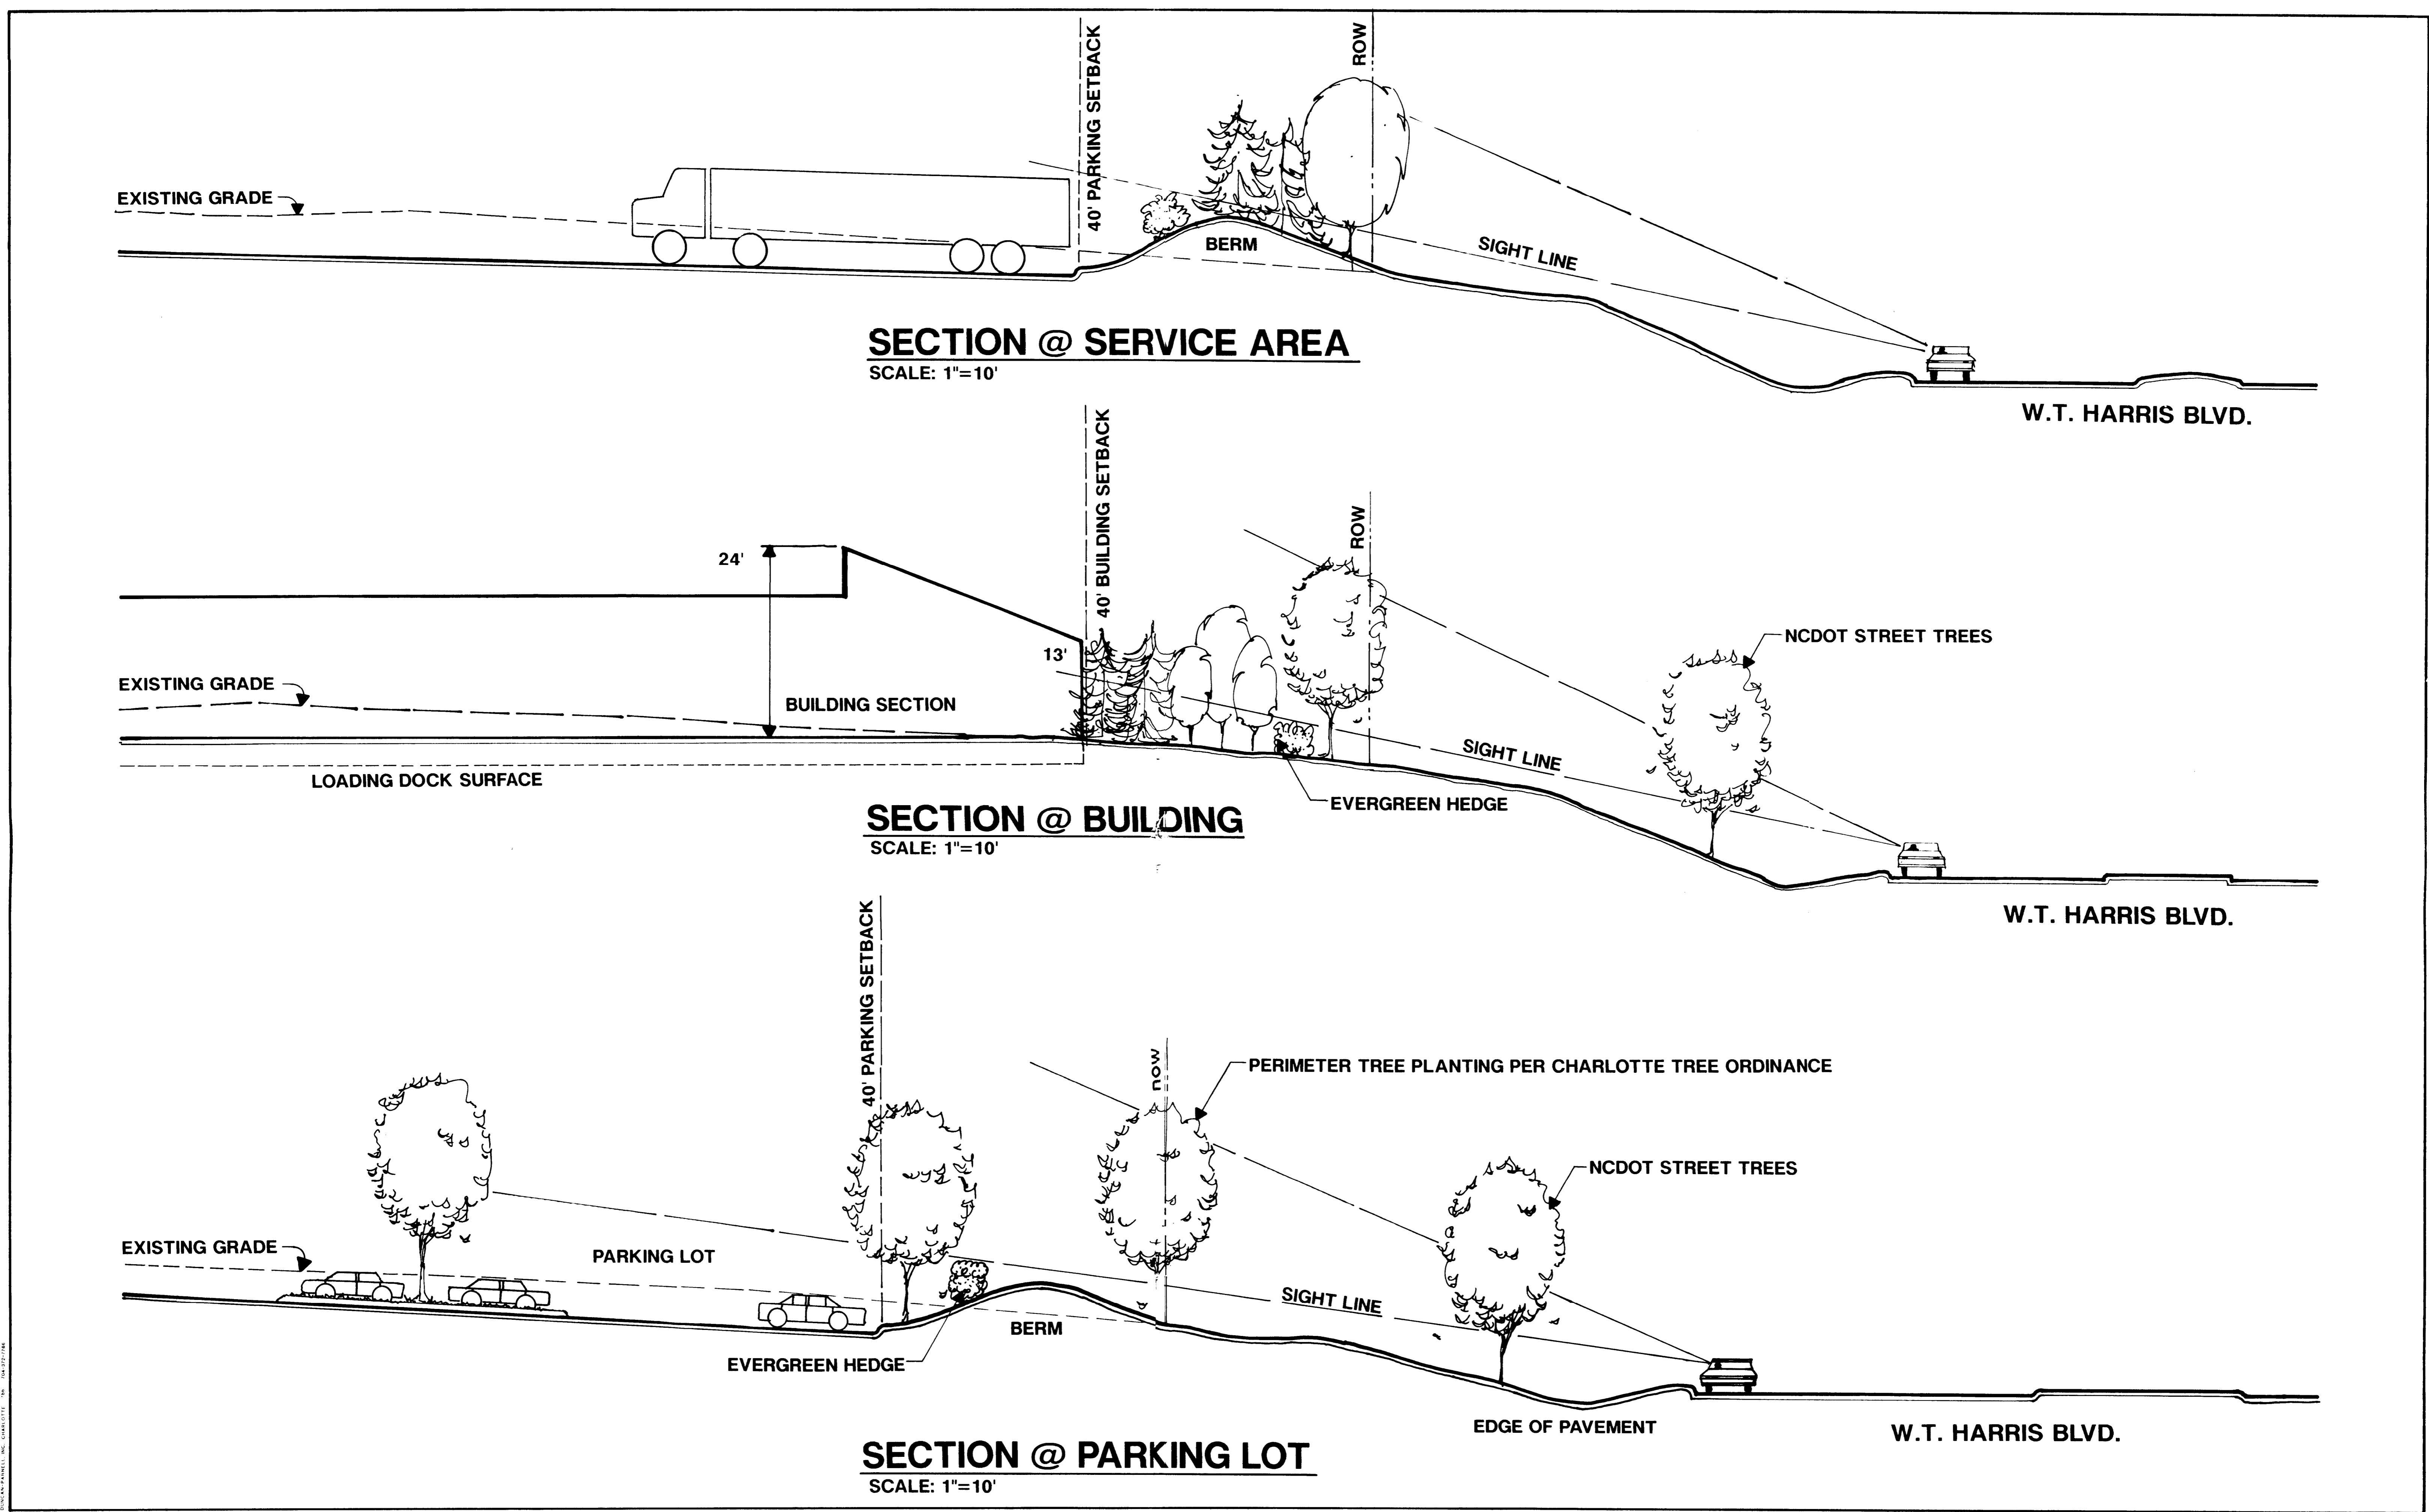 40' PARKING SETBACK
ROW
EXISTING GRADE
BERM
SIGHT LINE
SECTION @ SERVICE AREA
SCALE: 1"=10'
W.T. HARRIS BLVD.
40' BUILDING SETBACK
ROW
24'
13'
NCDOT STREET TREES
EXISTING GRADE
BUILDING SECTION
SIGHT LINE
LOADING DOCK SURFACE
EVERGREEN HEDGE
SECTION @ BUILDING
SCALE: 1"=10'
W.T. HARRIS BLVD.
40' PARKING SETBACK
ROW
PERIMETER TREE PLANTING PER CHARLOTTE TREE ORDINANCE
NCDOT STREET TREES
EXISTING GRADE
PARKING LOT
SIGHT LINE
BERM
EVERGREEN HEDGE
EDGE OF PAVEMENT
W.T. HARRIS BLVD.
SECTION @ PARKING LOT
SCALE: 1"=10'